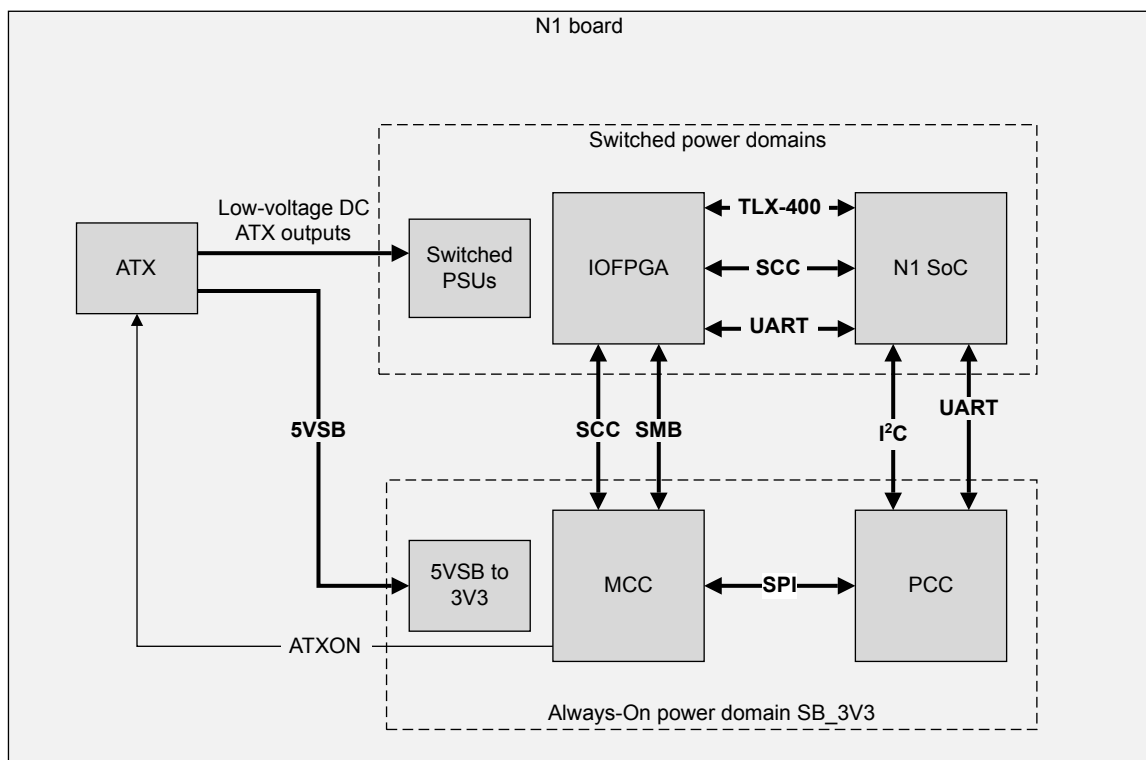 N1 board
Switched power domains
Low-voltage DC
ATX outputs
ATX
Switched
PSUs
IOFPGA
TLX-400
SCC
UART
N1 SoC
5VSB
SCC
SMB
I²C
UART
5VSB to
3V3
MCC
SPI
PCC
ATXON
Always-On power domain SB_3V3